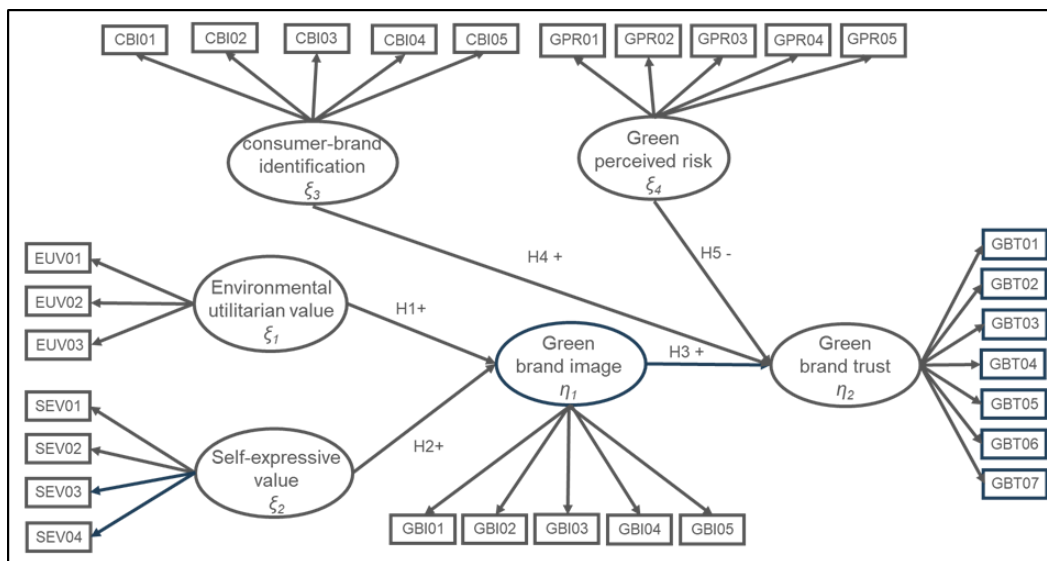 CBI01 CBI02 CBI03 CBI04 CBI05
GPR01 GPR02 GPR03 GPR04 GPR05
consumer-brand
identification
ξ3
Green
perceived risk
ξ4
H4 +
H5 -
EUV01
EUV02
EUV03
Environmental
utilitarian value
ξ1
H1+
SEV01
SEV02
SEV03
SEV04
Self-expressive
value
ξ2
H2+
Green
brand image
η1
H3 +
Green
brand trust
η2
GBI01 GBI02 GBI03 GBI04 GBI05
GBT01
GBT02
GBT03
GBT04
GBT05
GBT06
GBT07